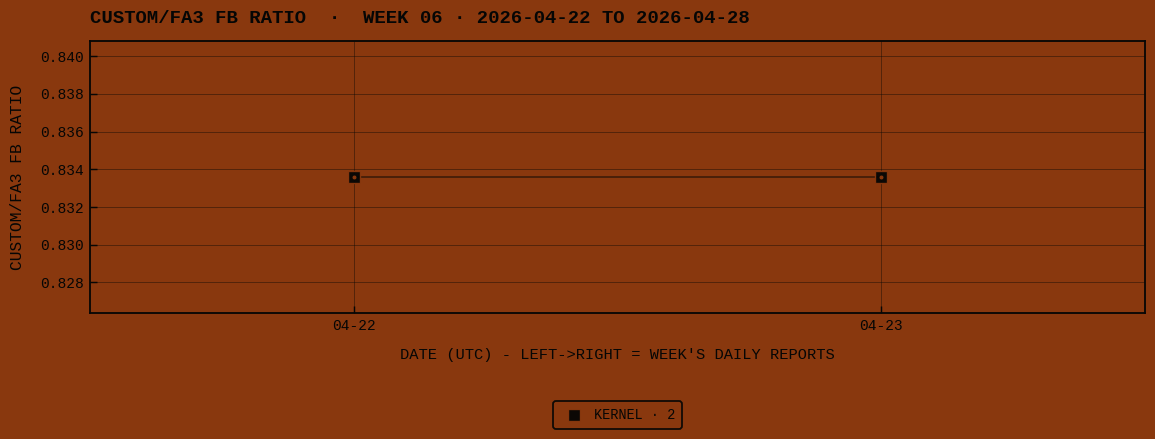 CUSTOM/FA3 FB RATIO · WEEK 06 · 2026-04-22 TO 2026-04-28
CUSTOM/FA3 FB RATIO
0.840
0.838
0.836
0.834
0.832
0.830
0.828
04-22 04-23
DATE (UTC) - LEFT->RIGHT = WEEK'S DAILY REPORTS
KERNEL · 2